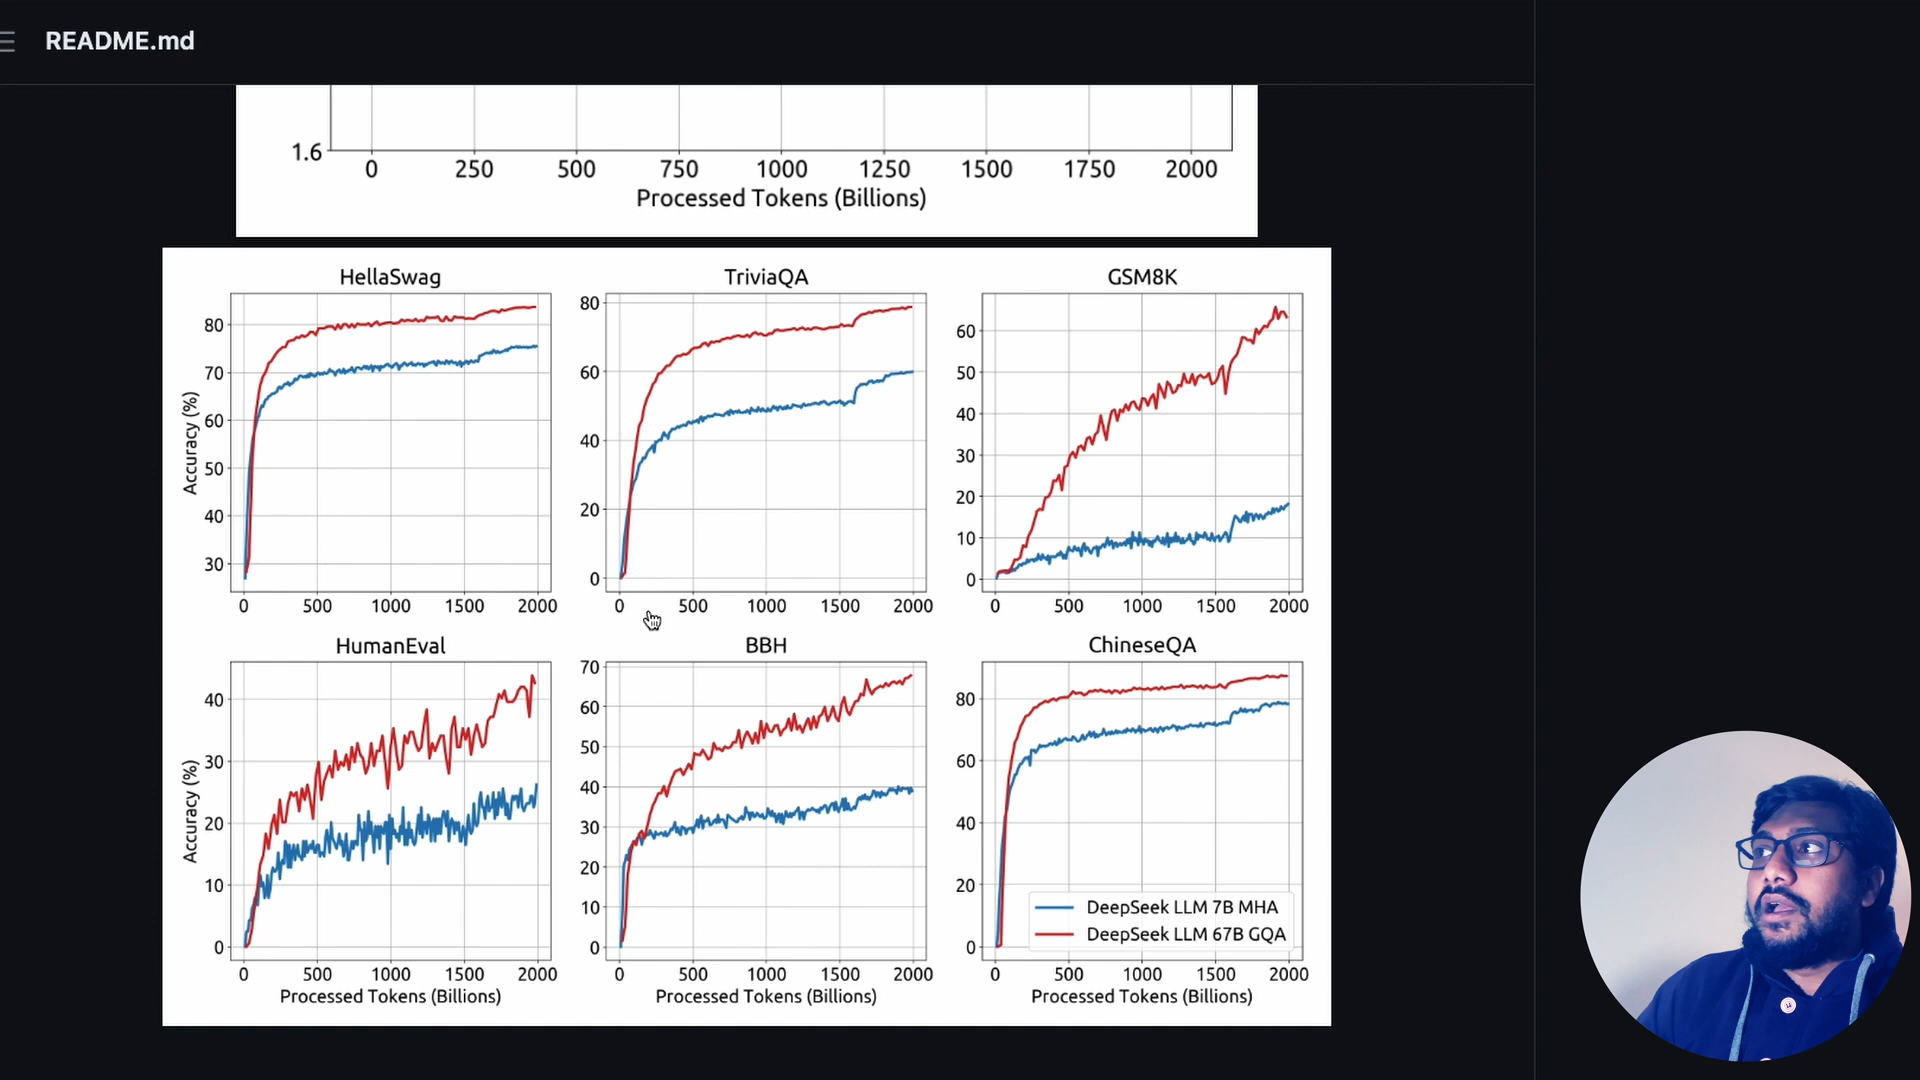 README.md
1.6
0 250 500 750 1000 1250 1500 1750 2000
Processed Tokens (Billions)
HellaSwag
Accuracy (%)
80
70
60
50
40
30
0 500 1000 1500 2000
TriviaQA
80
60
40
20
0
0 500 1000 1500 2000
GSM8K
60
50
40
30
20
10
0
0 500 1000 1500 2000
HumanEval
Accuracy (%)
40
30
20
10
0
0 500 1000 1500 2000
Processed Tokens (Billions)
BBH
70
60
50
40
30
20
10
0
0 500 1000 1500 2000
Processed Tokens (Billions)
ChineseQA
80
60
40
20
0
DeepSeek LLM 7B MHA
DeepSeek LLM 67B GQA
0 500 1000 1500 2000
Processed Tokens (Billions)